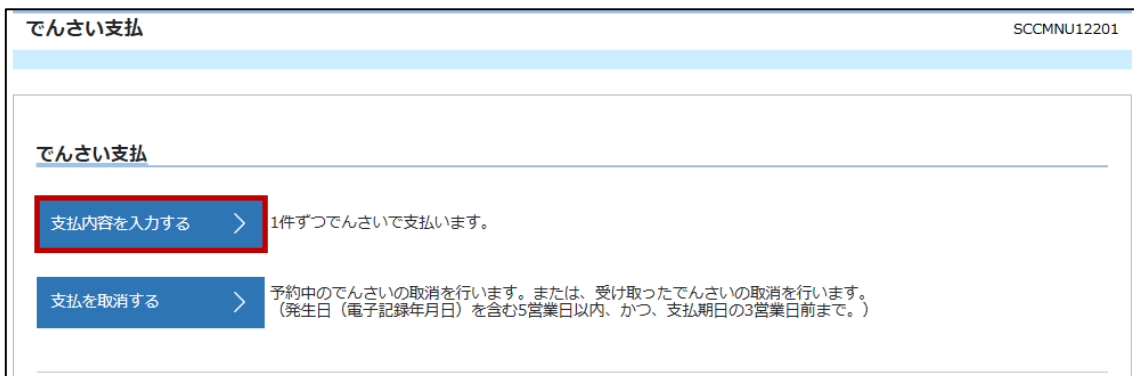 でんさい支払
SCCMNU12201
でんさい支払
支払内容を入力する
1件ずつでんさいで支払います。
支払を取消する
予約中のでんさいの取消を行います。または、受け取ったでんさいの取消を行います。
（発生日（電子記録年月日）を含む5営業日以内、かつ、支払期日の3営業日前まで。）